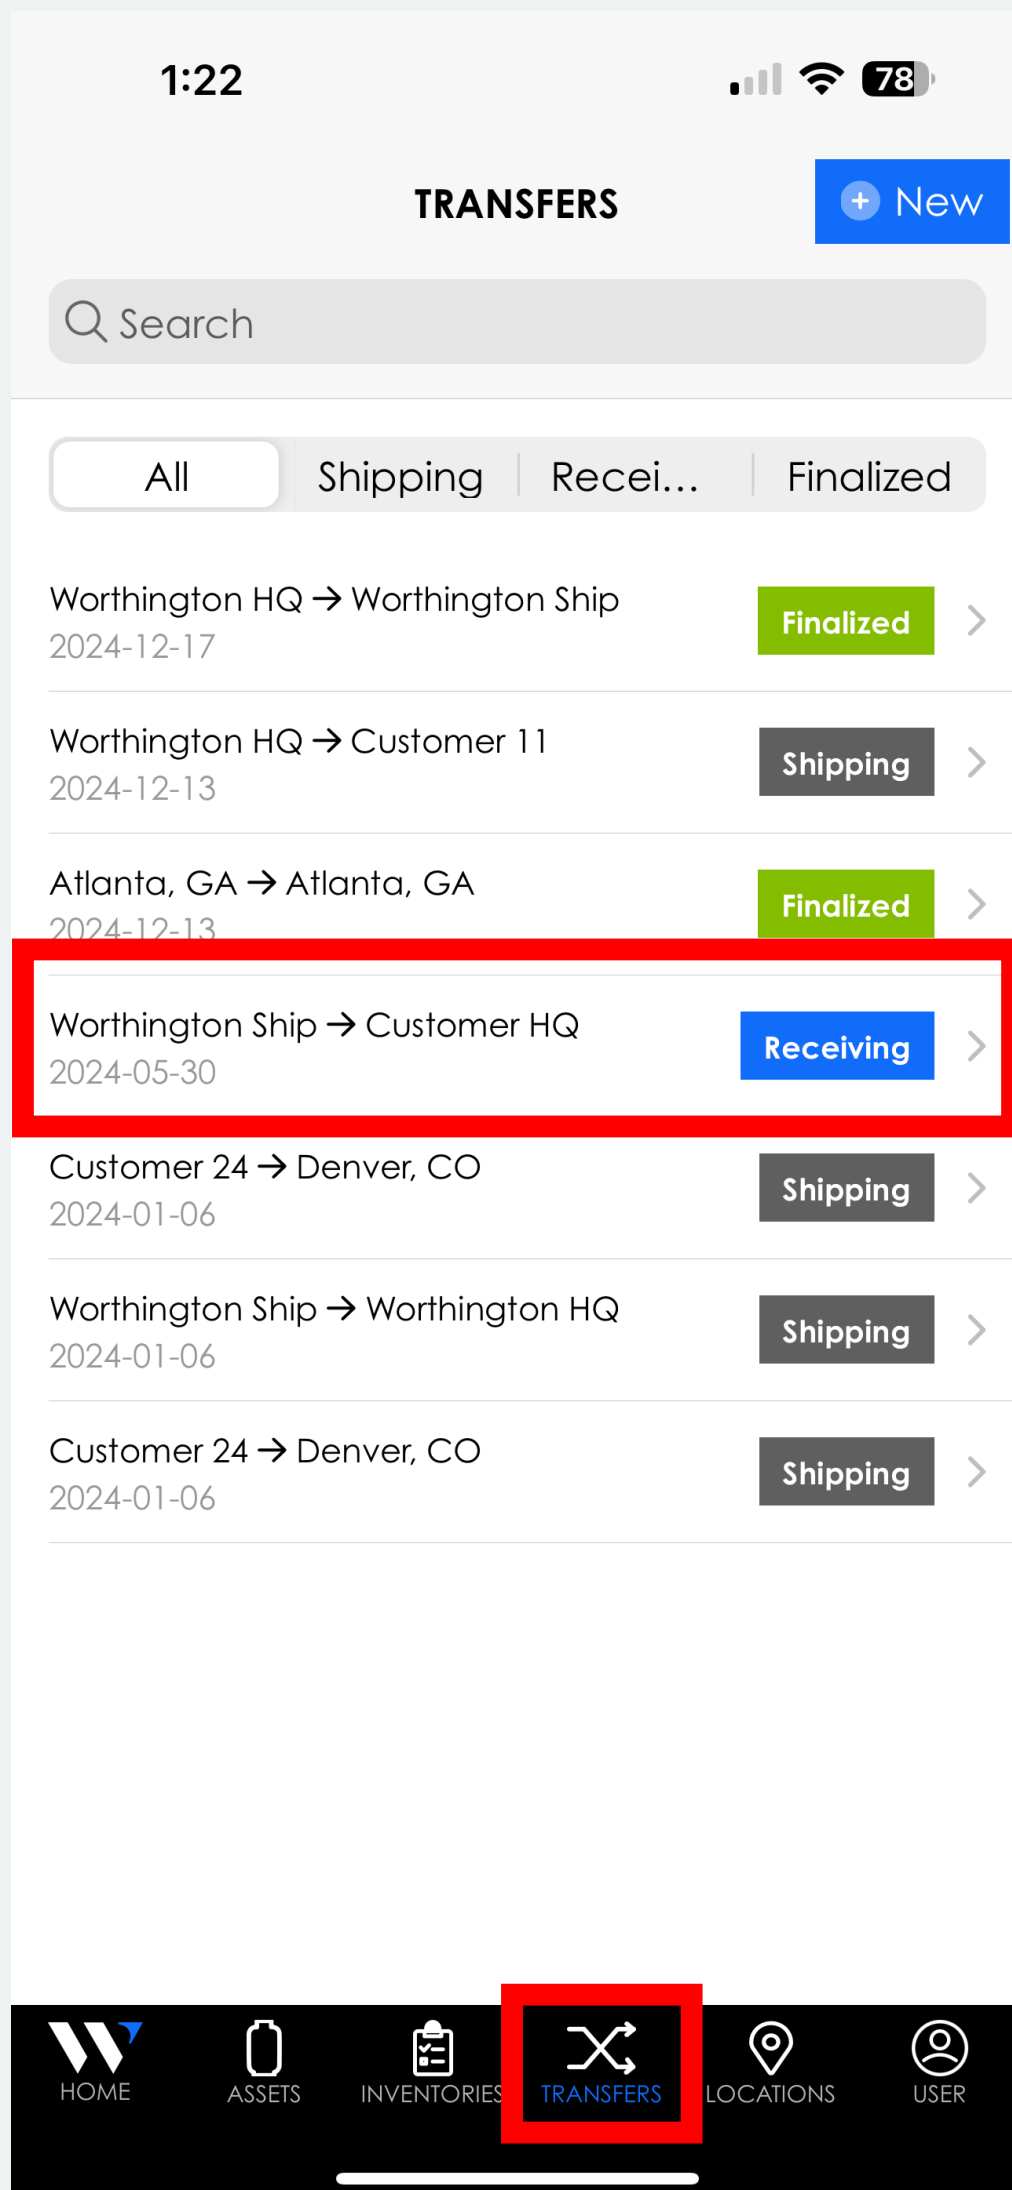 1:22
78
TRANSFERS
+ New
Search
All Shipping Recei... Finalized
Worthington HQ → Worthington Ship
2024-12-17
Finalized
Worthington HQ → Customer 11
2024-12-13
Shipping
Atlanta, GA → Atlanta, GA
2024-12-13
Finalized
Worthington Ship → Customer HQ
2024-05-30
Receiving
Customer 24 → Denver, CO
2024-01-06
Shipping
Worthington Ship → Worthington HQ
2024-01-06
Shipping
Customer 24 → Denver, CO
2024-01-06
Shipping
HOME ASSETS INVENTORIES TRANSFERS LOCATIONS USER